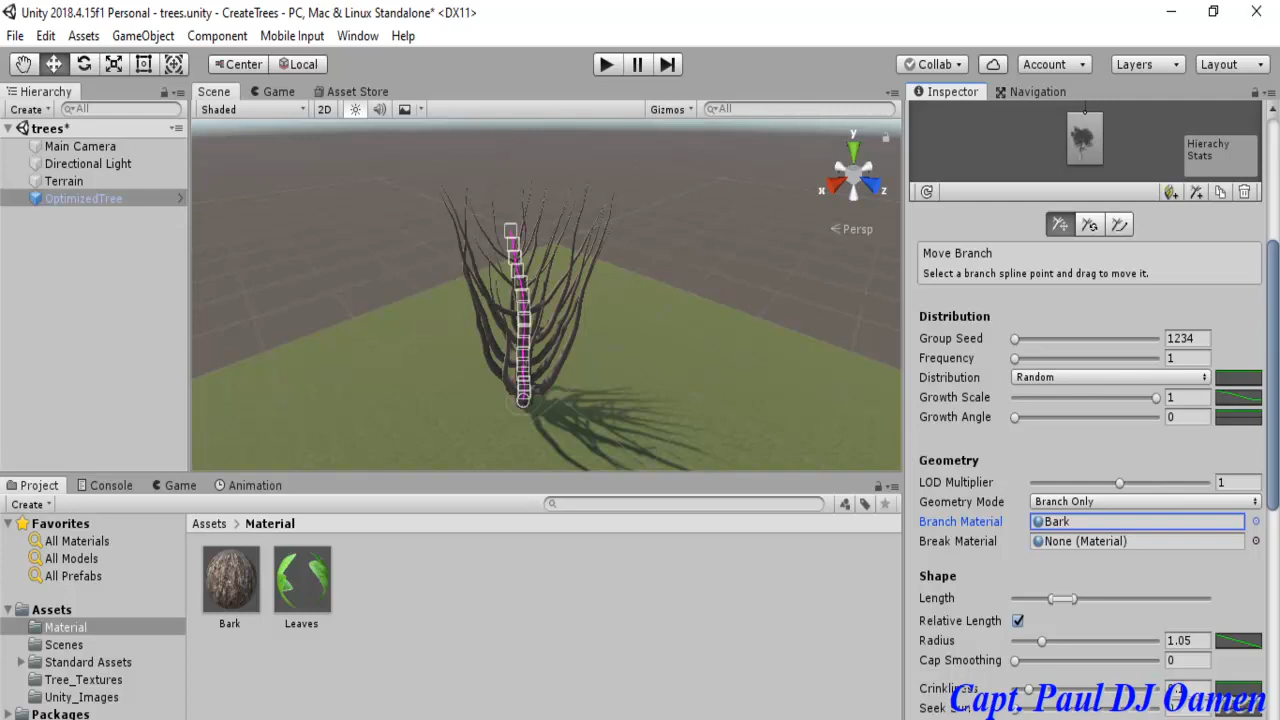 Unity 2018.4.15f1 Personal - trees.unity - CreateTrees - PC, Mac & Linux Standalone* <DX11>
File Edit Assets GameObject Component Mobile Input Window Help
Center Local Collab Account Layers Layout
Hierarchy Scene Game Asset Store Inspector Navigation
Create All Shaded 2D Gizmos All
trees*
Main Camera
Directional Light
Terrain
OptimizedTree
y
x
z
Persp
Hierachy
Stats
Move Branch
Select a branch spline point and drag to move it.
Distribution
Group Seed 1234
Frequency 1
Distribution Random
Growth Scale 1
Growth Angle 0
Geometry
LOD Multiplier 1
Geometry Mode Branch Only
Branch Material Bark
Break Material None (Material)
Shape
Length
Relative Length
Radius 1.05
Cap Smoothing 0
Project Console Game Animation
Create
Favorites
All Materials
All Models
All Prefabs
Assets
Material
Scenes
Standard Assets
Tree_Textures
Unity_Images
Packages
Assets > Material
Bark Leaves
Capt. Paul DJ Oamen